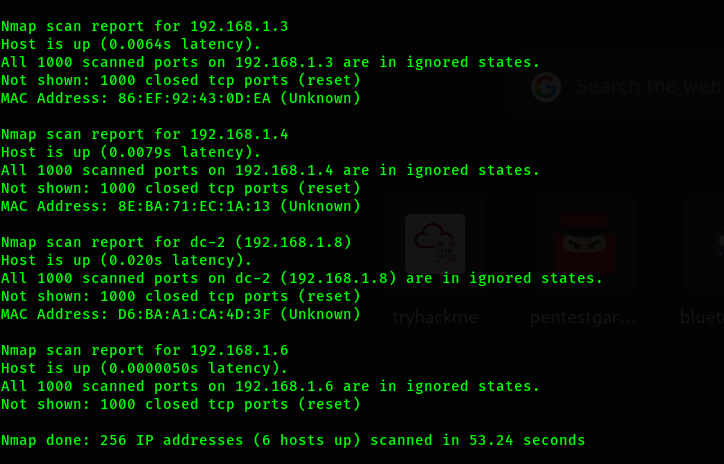 Nmap scan report for 192.168.1.3
Host is up (0.0064s latency).
All 1000 scanned ports on 192.168.1.3 are in ignored states.
Not shown: 1000 closed tcp ports (reset)
MAC Address: 86:EF:92:43:0D:EA (Unknown)
Search the web
Nmap scan report for 192.168.1.4
Host is up (0.0079s latency).
All 1000 scanned ports on 192.168.1.4 are in ignored states.
Not shown: 1000 closed tcp ports (reset)
MAC Address: 8E:BA:71:EC:1A:13 (Unknown)
Nmap scan report for dc-2 (192.168.1.8)
Host is up (0.020s latency).
All 1000 scanned ports on dc-2 (192.168.1.8) are in ignored states.
Not shown: 1000 closed tcp ports (reset)
MAC Address: D6:BA:A1:CA:4D:3F (Unknown)
tryhackme pentestgar... bluet
Nmap scan report for 192.168.1.6
Host is up (0.0000050s latency).
All 1000 scanned ports on 192.168.1.6 are in ignored states.
Not shown: 1000 closed tcp ports (reset)
Nmap done: 256 IP addresses (6 hosts up) scanned in 53.24 seconds